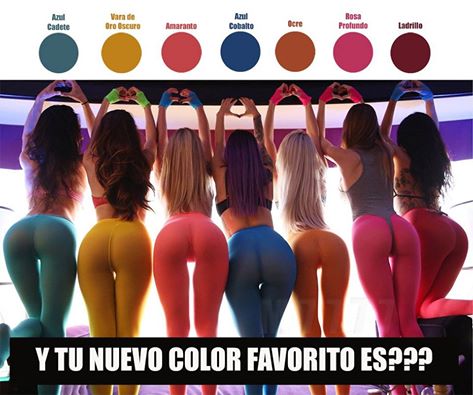 Azul
Cadete
Vara de
Oro Oscuro
Amaranto
Azul
Cobalto
Ocre
Rosa
Profundo
Ladrillo
Y TU NUEVO COLOR FAVORITO ES???